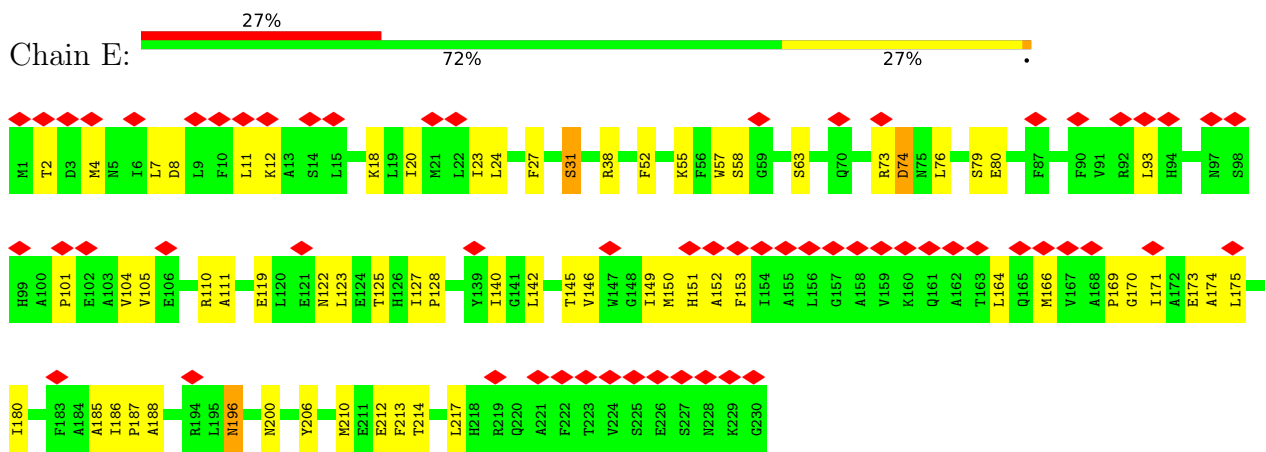 27%
Chain E:
72% 27% •
M1 T2 D3 M4 N5 I6 L7 D8 L9 F10 L11 K12 A13 S14 L15 K18 L19 I20 M21 L22 I23 L24 F27 S31 R38 F52 K55 F56 W57 S58 G59 S63 Q70 R73 D74 N75 L76 S79 E80 F87 F90 V91 R92 L93 H94 N97 S98
H99 A100 P101 E102 A103 V104 V105 E106 R110 A111 E119 L120 E121 N122 L123 E124 T125 H126 I127 P128 V139 I140 G141 L142 T145 V146 W147 G148 I149 M150 H151 A152 F153 I154 A155 L156 G157 A158 V159 K160 Q161 A162 T163 L164 Q165 M166 V167 A168 P169 G170 I171 A172 E173 A174 L175
I180 F183 A184 A185 I186 P187 A188 R194 L195 N196 N200 Y206 M210 E211 E212 F213 T214 L217 H218 R219 Q220 A221 F222 T223 V224 S225 E226 S227 N228 K229 G230